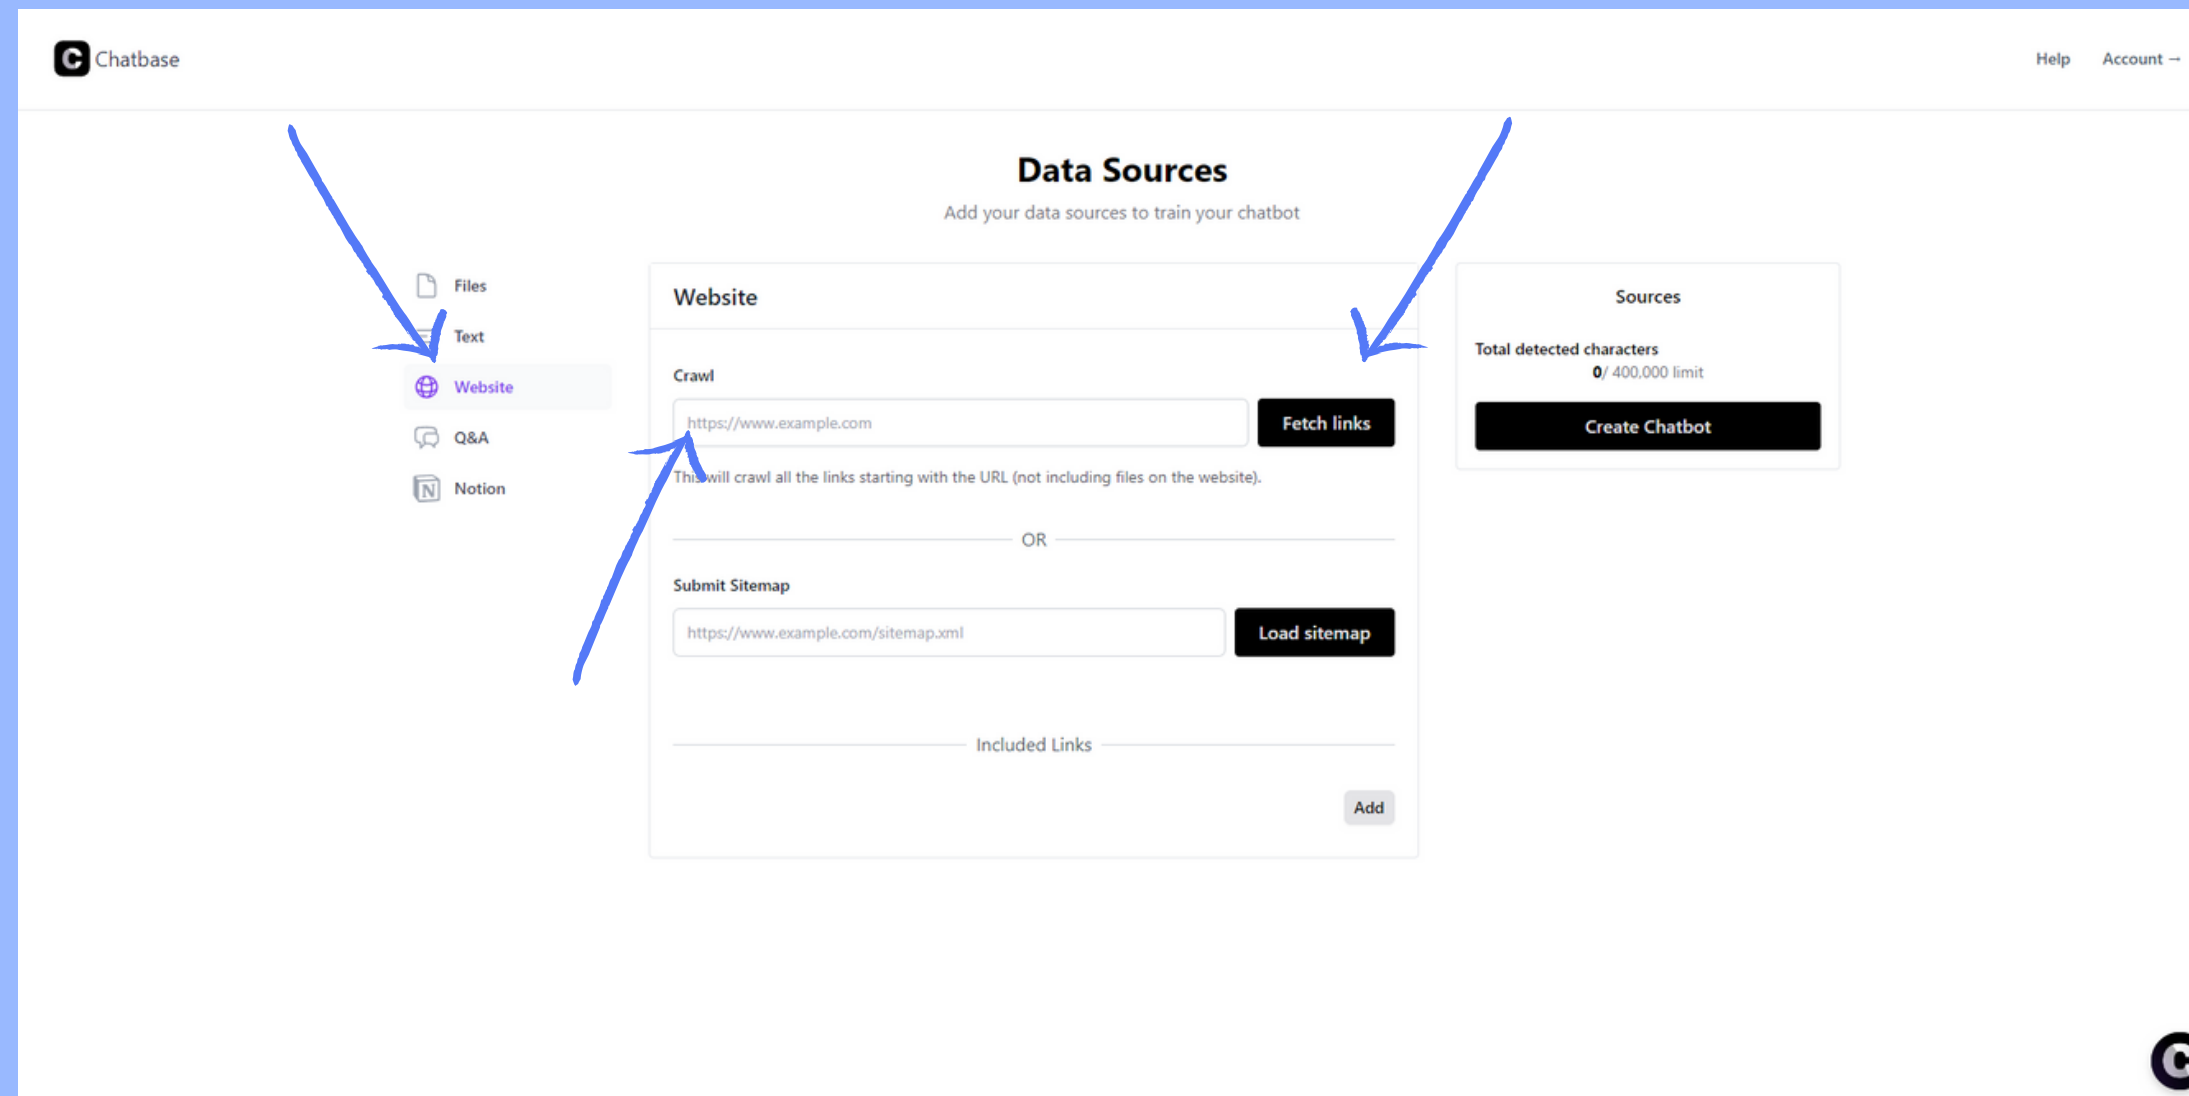 Chatbase
Help
Account →
Data Sources
Add your data sources to train your chatbot
Files
Text
Website
Q&A
Notion
Website
Crawl
https://www.example.com
Fetch links
This will crawl all the links starting with the URL (not including files on the website).
OR
Submit Sitemap
https://www.example.com/sitemap.xml
Load sitemap
Included Links
Add
Sources
Total detected characters
0/ 400,000 limit
Create Chatbot